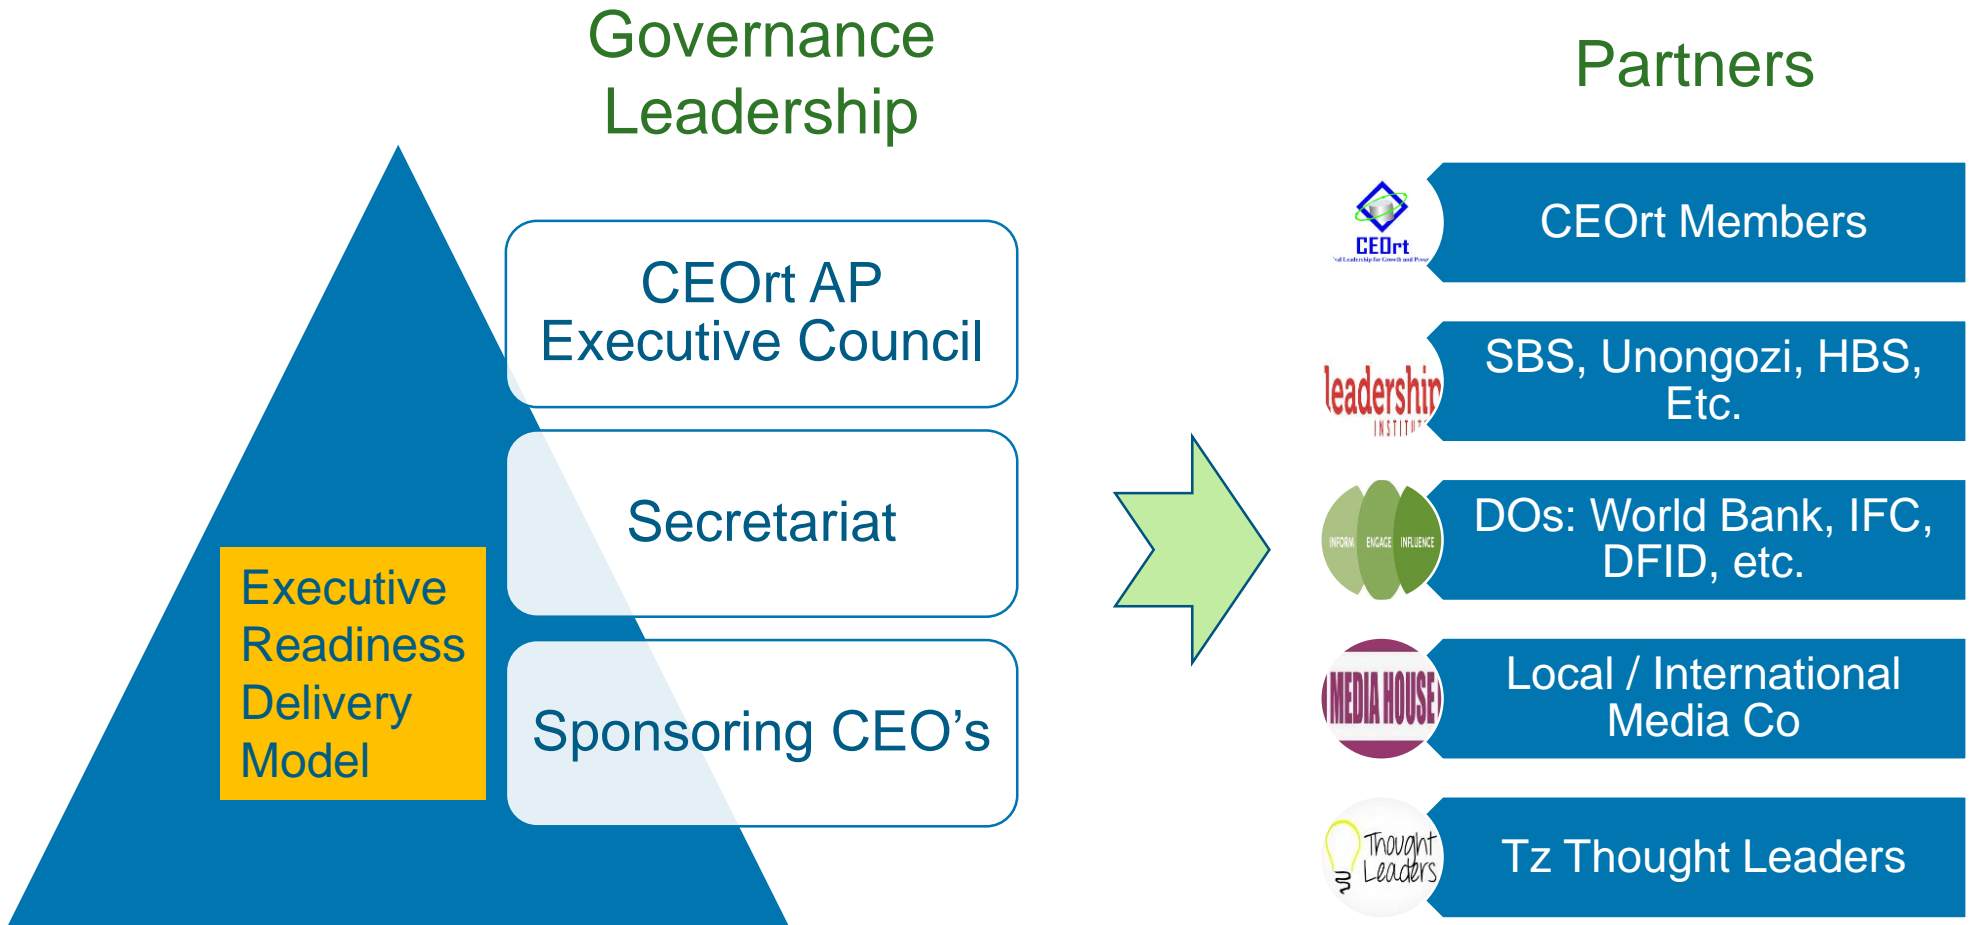 Governance
Leadership
Partners
CEOrt AP
Executive Council
Secretariat
Sponsoring CEO’s
Executive
Readiness
Delivery
Model
CEOrt
CEOrt Members
leadership
SBS, Unongozi, HBS,
Etc.
INFORM ENGAGE INFLUENCE
DOs: World Bank, IFC,
DFID, etc.
MEDIA HOUSE
Local / International
Media Co
Thought
Leaders
Tz Thought Leaders